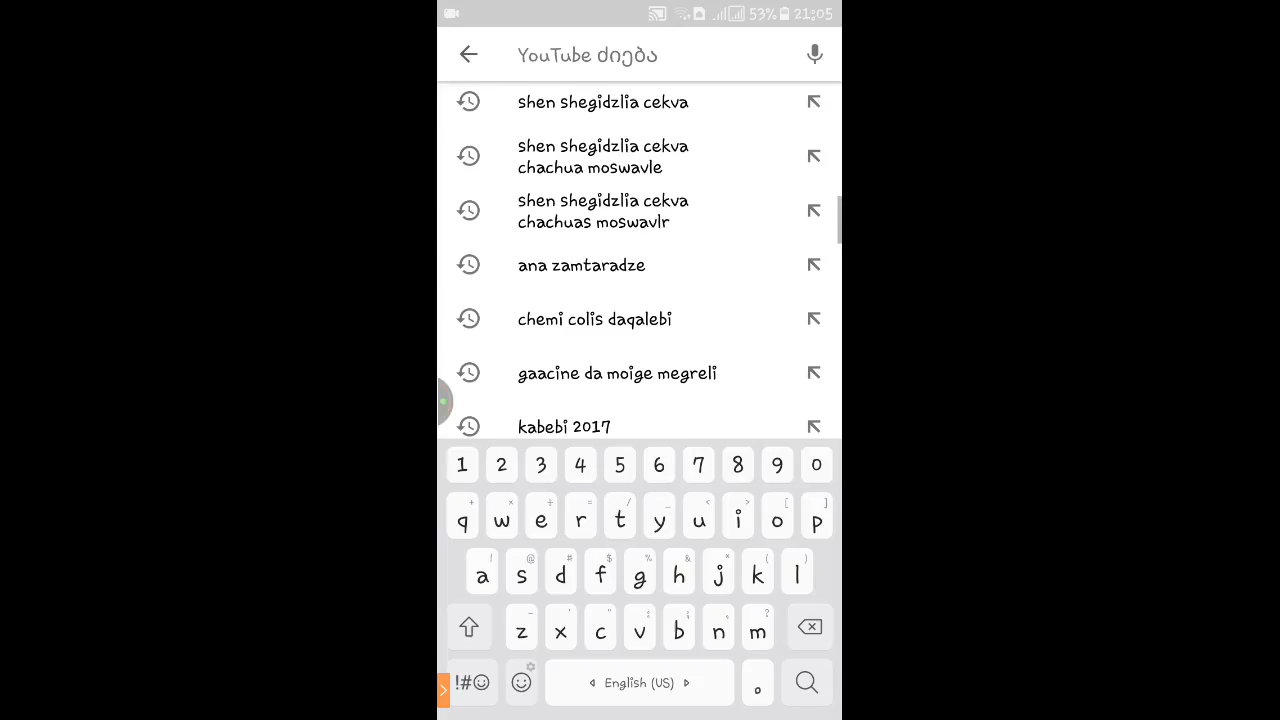 53% 21:05
YouTube ძიება
shen shegidzlia cekva
shen shegidzlia cekva
chachua moswavle
shen shegidzlia cekva
chachuas moswavlr
ana zamtaradze
chemi colis daqalebi
gaacine da moige megreli
kabebi 2017
1 2 3 4 5 6 7 8 9 0
+ × ÷ = / _ < > [ ]
q w e r t y u i o p
! @ # $ % & * ( )
a s d f g h j k l
- ' " : ; , ?
z x c v b n m
!#☺ English (US) .